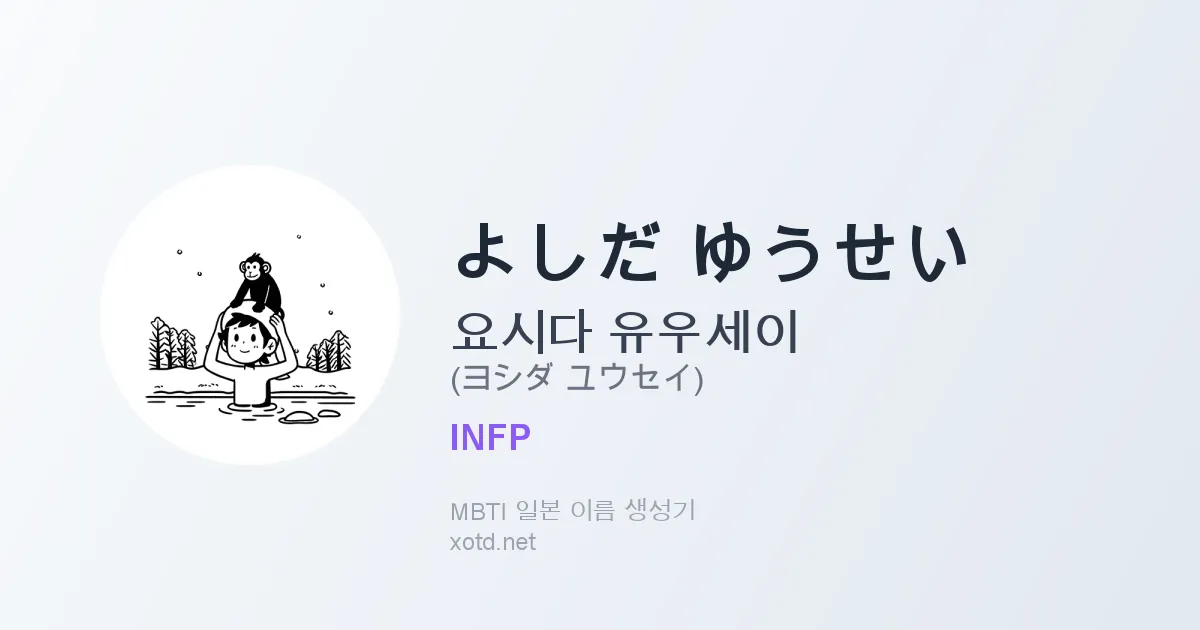 よしだ ゆうせい
요시다 유우세이
(ヨシダ ユウセイ)
INFP
MBTI 일본 이름 생성기
xotd.net